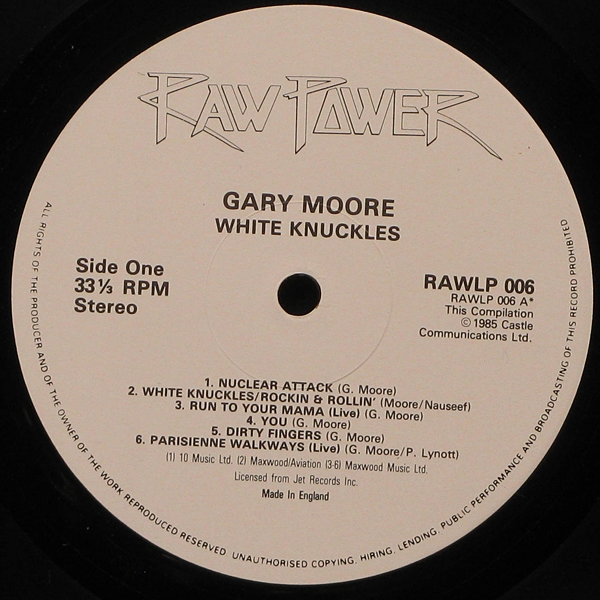 RAW POWER
GARY MOORE
WHITE KNUCKLES
Side One
33⅓ RPM
Stereo
RAWLP 006
RAWLP 006 A*
This Compilation
©1985 Castle
Communications Ltd.
1. NUCLEAR ATTACK (G. Moore)
2. WHITE KNUCKLES/ROCKIN & ROLLIN' (Moore/Nauseef)
3. RUN TO YOUR MAMA (Live) (G. Moore)
4. YOU (G. Moore)
5. DIRTY FINGERS (G. Moore)
6. PARISIENNE WALKWAYS (Live) (G. Moore/P. Lynott)
(1) 10 Music Ltd. (2) Maxwood/Aviation (3-6) Maxwood Music Ltd.
Licensed from Jet Records Inc.
Made In England
ALL RIGHTS OF THE PRODUCER AND OF THE OWNER OF THE WORK REPRODUCED RESERVED UNAUTHORISED COPYING, HIRING, LENDING, PUBLIC PERFORMANCE AND BROADCASTING OF THIS RECORD PROHIBITED